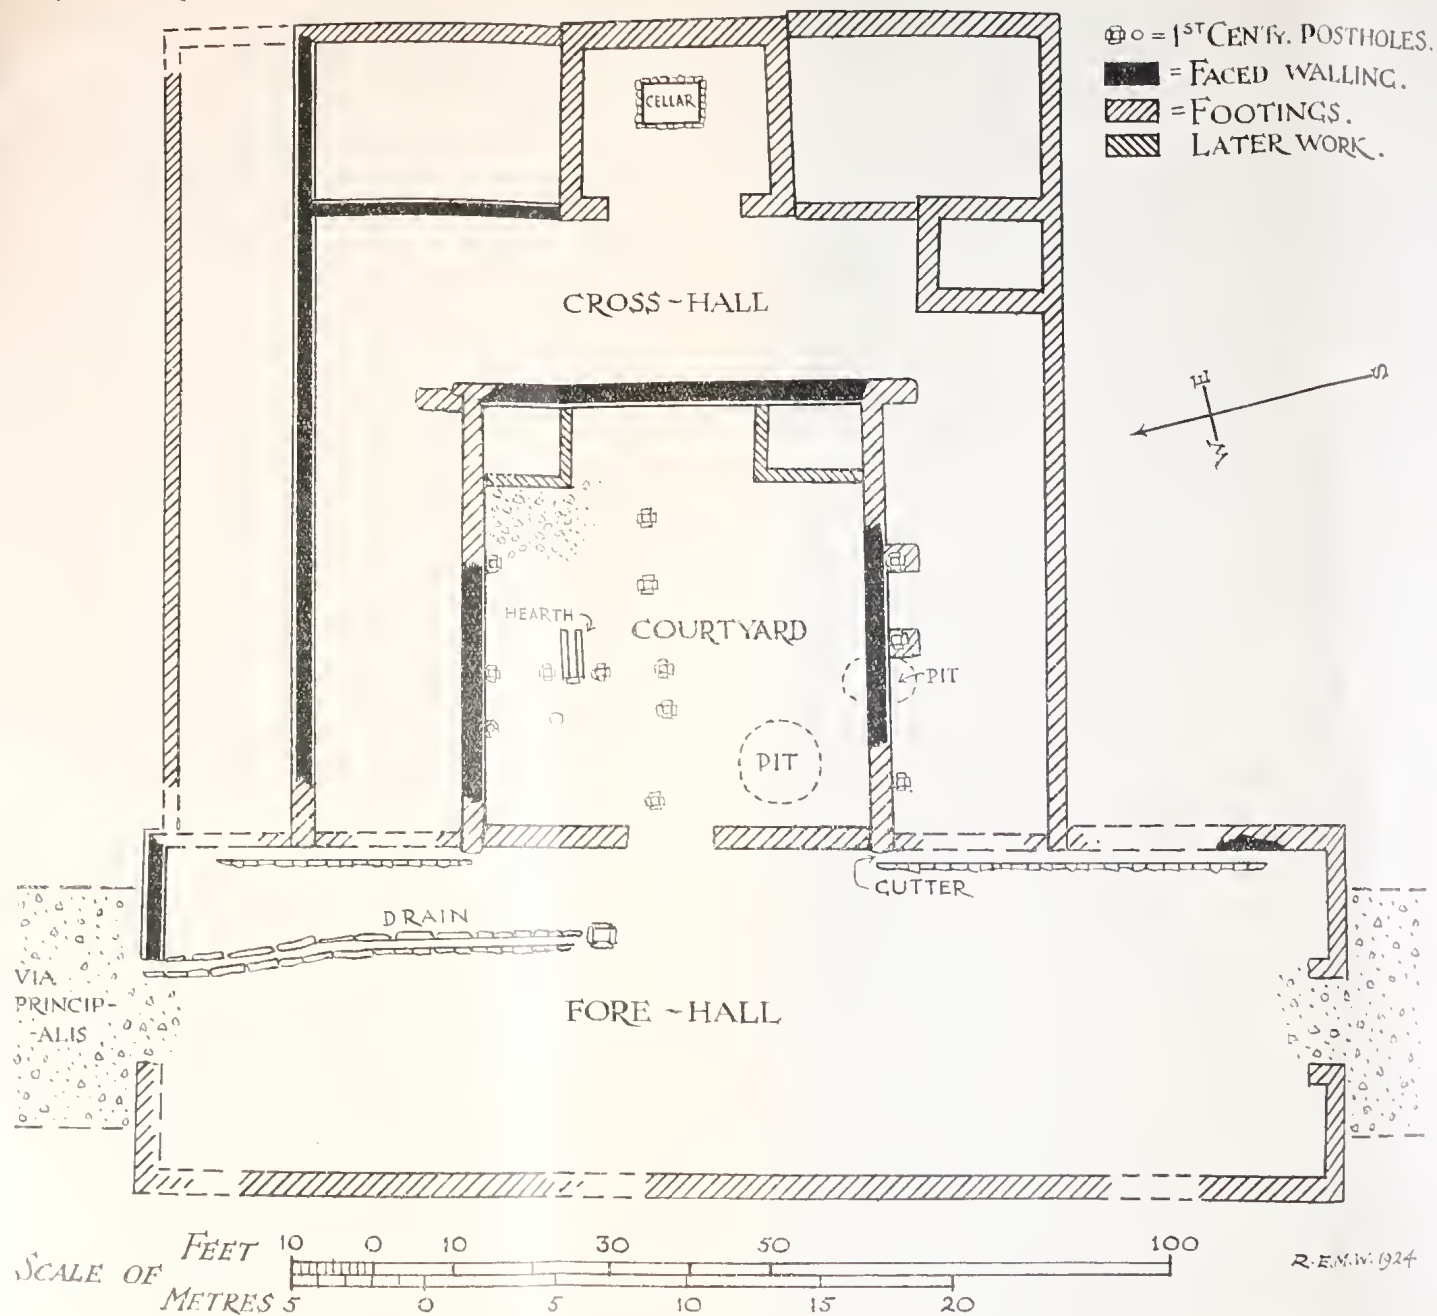 = 1ST CENTY. POSTHOLES.
= FACED WALLING.
= FOOTINGS.
LATER WORK.
CELLAR
CROSS-HALL
E
S
W
HEARTH
COURTYARD
PIT
PIT
GUTTER
DRAIN
VIA
PRINCIP-
-ALIS
FORE-HALL
SCALE OF
FEET 10 0 10 30 50 100
METRES 5 0 5 10 15 20
R.E.M.W. 1924